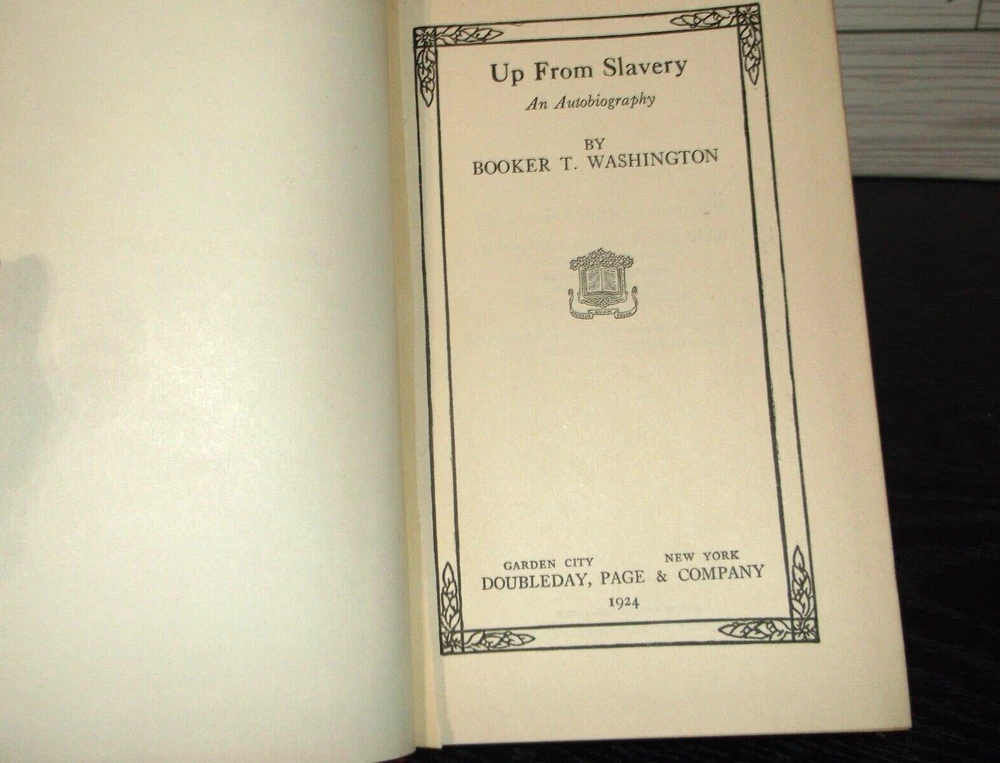 Up From Slavery
An Autobiography
BY
BOOKER T. WASHINGTON
GARDEN CITY NEW YORK
DOUBLEDAY, PAGE & COMPANY
1924